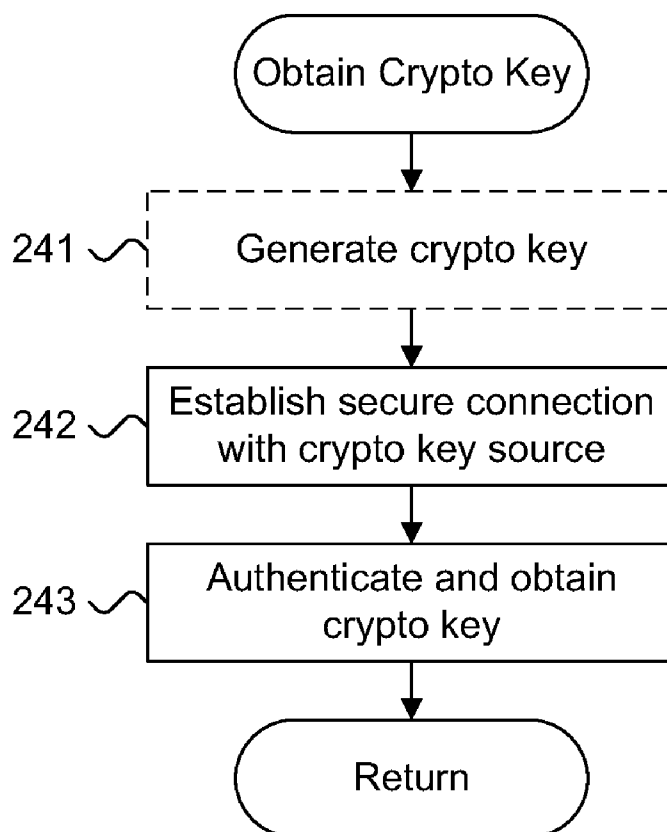 Obtain Crypto Key
241
Generate crypto key
242
Establish secure connection
with crypto key source
243
Authenticate and obtain
crypto key
Return